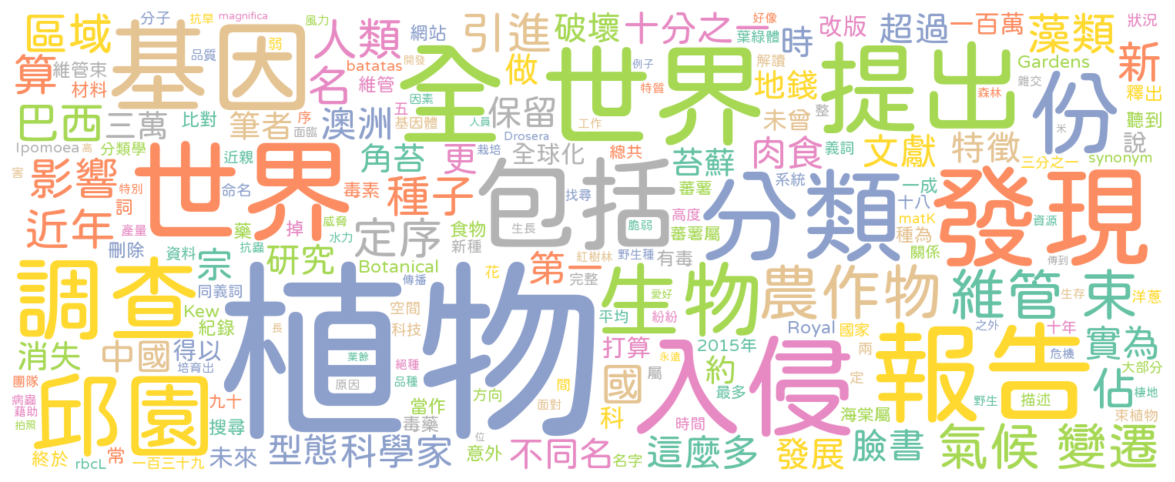 區域
分子
抗旱
magnifica
風力
人類
網站
引進
破壞
十分之一
好像
葉綠體
時
改版
超過
一百萬
藻類
狀況
基因
品質
弱
算
維管束
材料
名
batatas
維管
全世界
開發
做
例子
特質
地錢
解讀
提出
Gardens
雜交
森林
份
新
釋出
巴西
三萬
比對
筆者
序
面臨
澳洲
五
因素
基因體
保留
人員
Drosera
工作
未曾
整
米
聽到
說
Ipomoea
高
分類學
近親
角苔
更
栽培
全球化
總共
苔蘚
肉食
義詞
文獻
特徵
三分之一
synonym
害
影響
特別
詞
世界
命名
毒素
種子
包括
找尋
蕃薯
系統
分類
一成
十八
matK
種為
發現
資源
近年
產量
威脅
水力
掉
藥
抗蟲
定序
食物
新種
生長
高度
脆弱
蕃薯屬
關係
傳到
刪除
資料
宗
研究
Botanical
傳播
花
第一
完整
紅樹林
野生種
有毒
調查
同義詞
Kew
紀錄
植物
空間
科技
生物
平均
愛好
紛紛
農作物
維管束
生存
洋蔥
消失
中國
得以
培育出
長
葉餘
原因
絕種
品種
方向
間
面對
打算
2015年
永遠
Royal
國家
兩
之外
十年
危機
實為
大部分
團隊
病蟲
藉助
拍照
邱園
九十
搜尋
當作
毒藥
國
屬
科
約
最多
入侵
定
報告
野生
描述
佔
棲地
束植物
終於
rbcL
常
一百三十九
未來
型態
科學家
位
意外
不同名
名字
這麼多
時間
海棠屬
發展
臉書
氣候
變遷